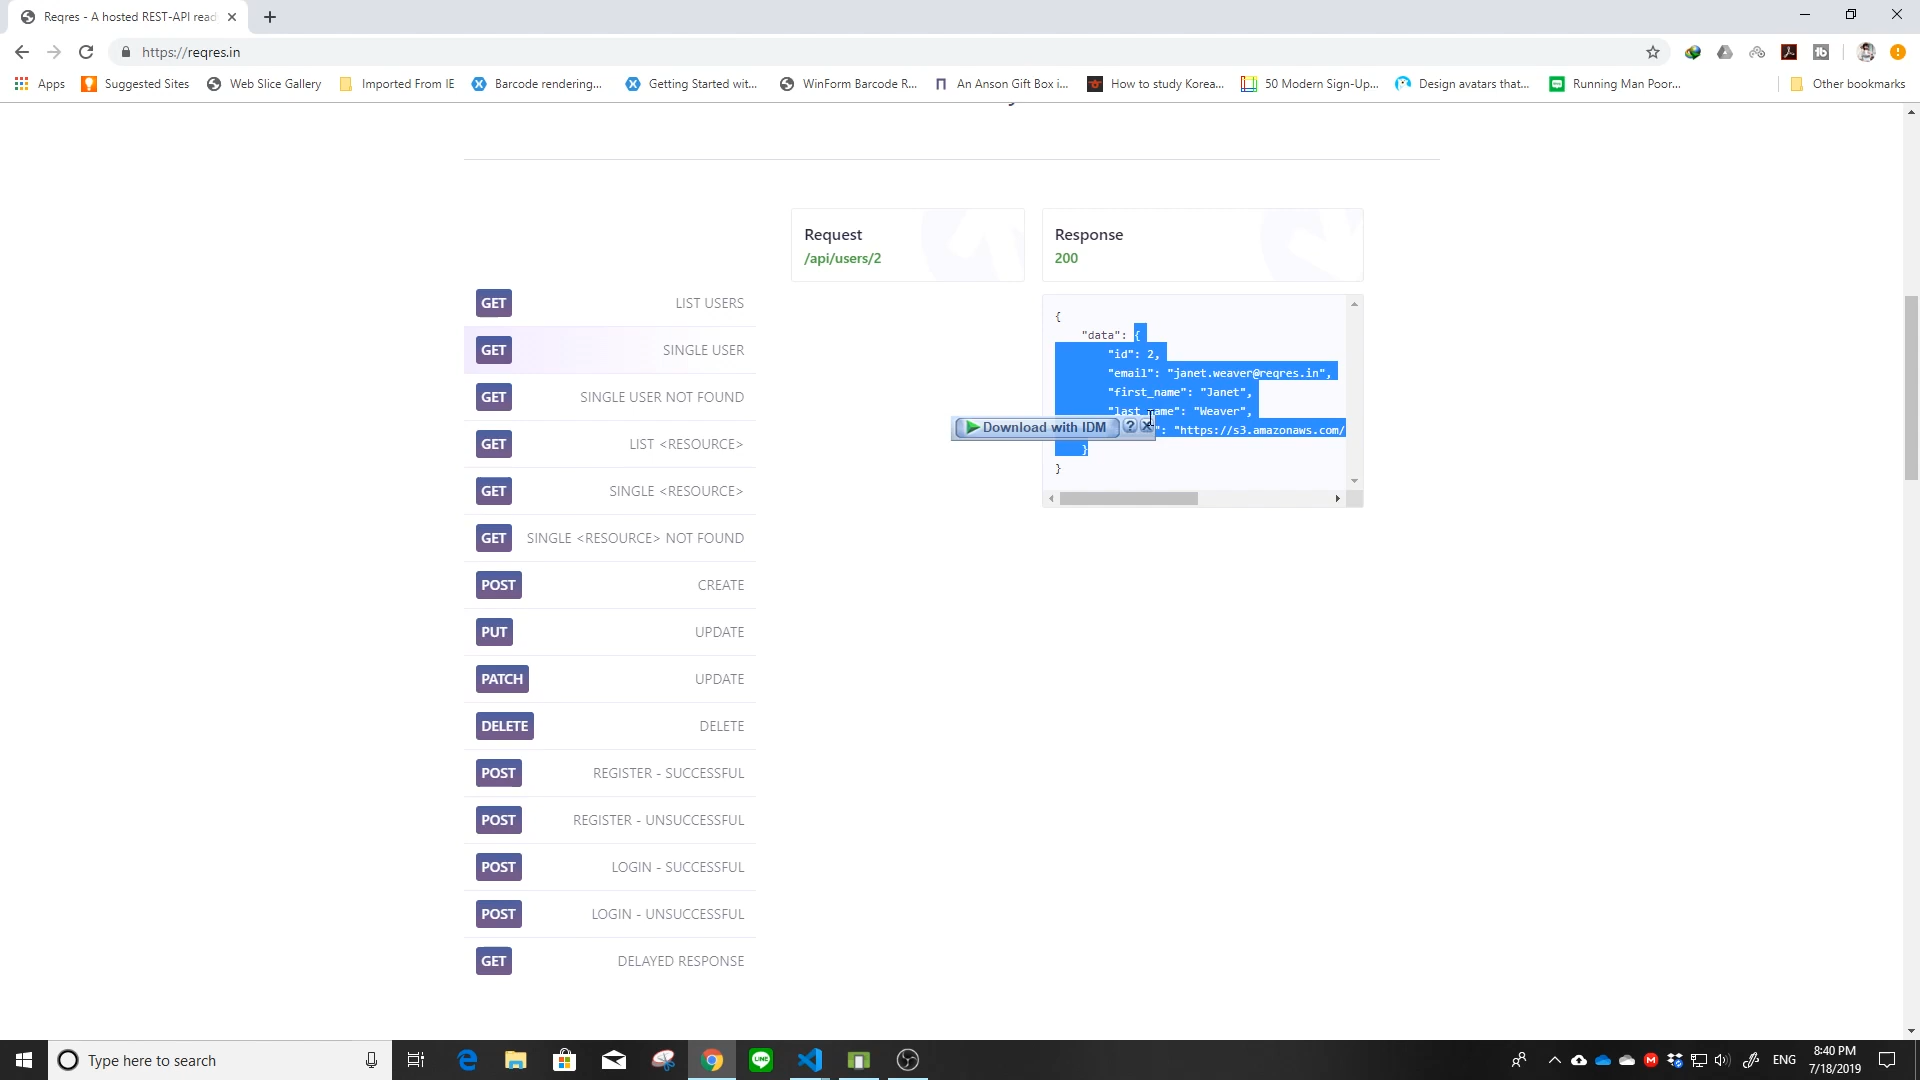 Reqres - A hosted REST-API read
https://reqres.in
Apps
Suggested Sites
Web Slice Gallery
Imported From IE
Barcode rendering...
Getting Started wit...
WinForm Barcode R...
An Anson Gift Box i...
How to study Korea...
50 Modern Sign-Up...
Design avatars that...
Running Man Poor...
Other bookmarks
Request
/api/users/2
Response
200
GET LIST USERS
GET SINGLE USER
GET SINGLE USER NOT FOUND
GET LIST <RESOURCE>
GET SINGLE <RESOURCE>
GET SINGLE <RESOURCE> NOT FOUND
POST CREATE
PUT UPDATE
PATCH UPDATE
DELETE DELETE
POST REGISTER - SUCCESSFUL
POST REGISTER - UNSUCCESSFUL
POST LOGIN - SUCCESSFUL
POST LOGIN - UNSUCCESSFUL
GET DELAYED RESPONSE
{
"data": {
"id": 2,
"email": "janet.weaver@reqres.in",
"first_name": "Janet",
"last_name": "Weaver",
": "https://s3.amazonaws.com/
}
}
Download with IDM ?
Type here to search
LINE
ENG
8:40 PM
7/18/2019